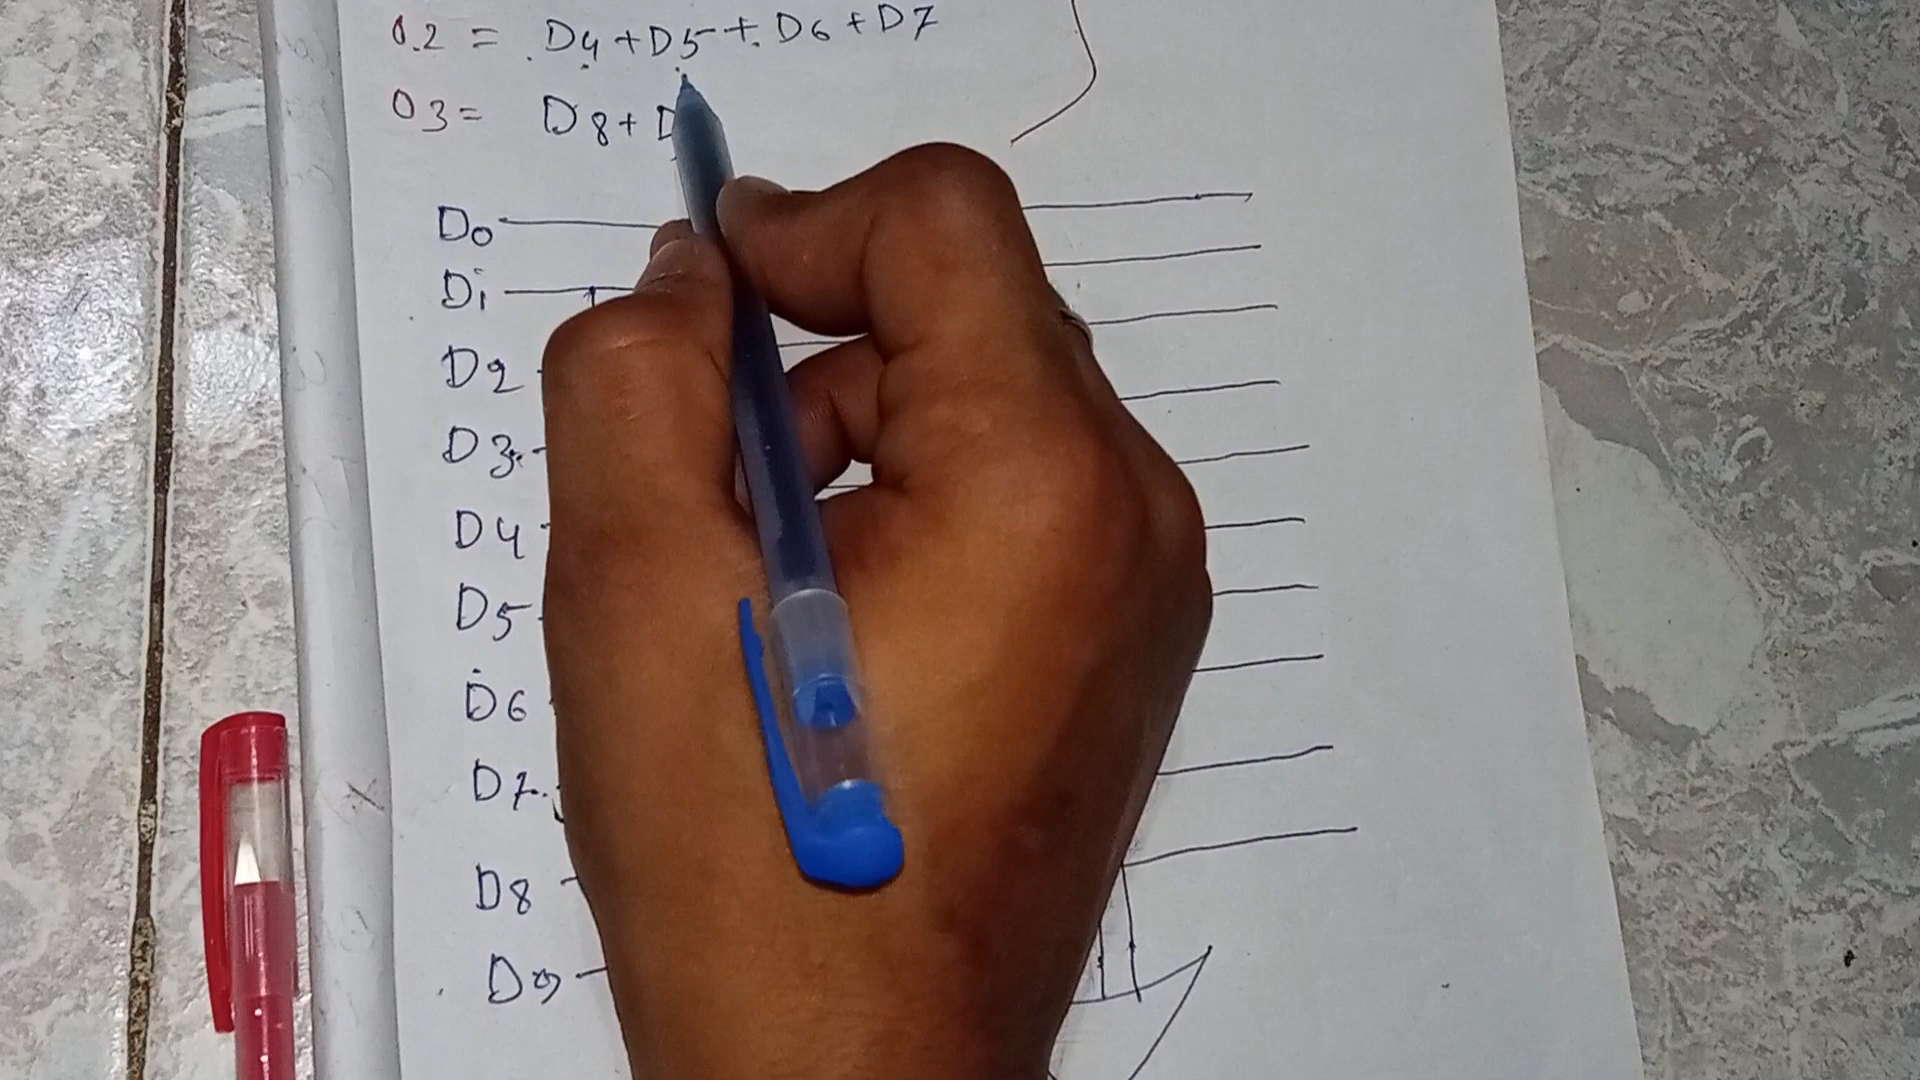 0.2 = D4 + D5 + D6 + D7
03 = D8 + D
D0
D1
D2
D3
D4
D5
D6
D7
D8
D9